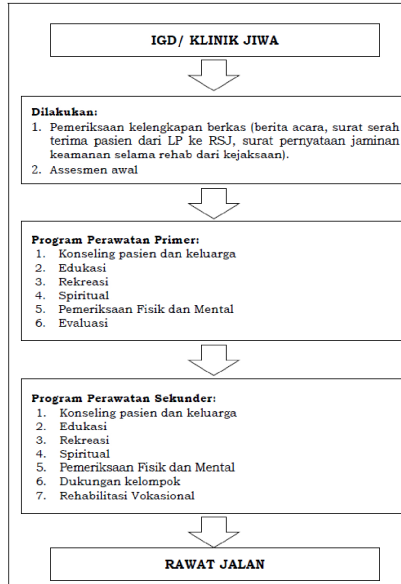 IGD/ KLINIK JIWA
Dilakukan:
1. Pemeriksaan kelengkapan berkas (berita acara, surat serah
terima pasien dari LP ke RSJ, surat pernyataan jaminan
keamanan selama rehab dari kejaksaan).
2. Assesmen awal
Program Perawatan Primer:
1. Konseling pasien dan keluarga
2. Edukasi
3. Rekreasi
4. Spiritual
5. Pemeriksaan Fisik dan Mental
6. Evaluasi
Program Perawatan Sekunder:
1. Konseling pasien dan keluarga
2. Edukasi
3. Rekreasi
4. Spiritual
5. Pemeriksaan Fisik dan Mental
6. Dukungan kelompok
7. Rehabilitasi Vokasional
RAWAT JALAN